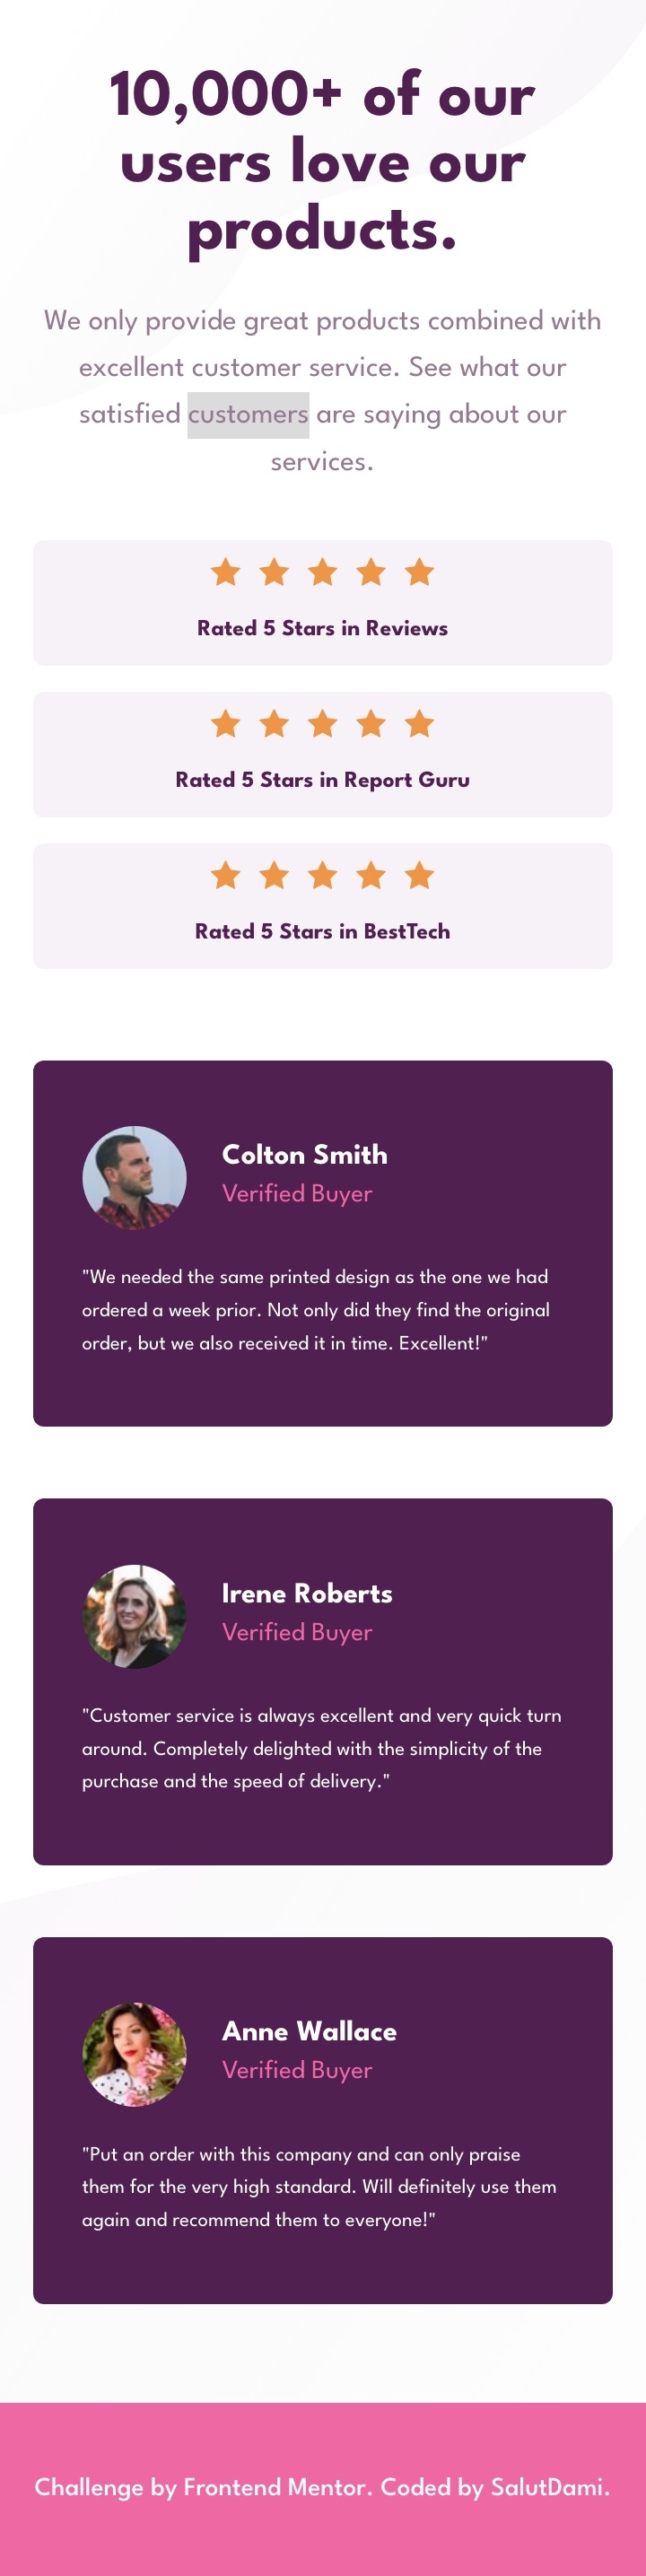 10,000+ of our
users love our
products.
We only provide great products combined with
excellent customer service. See what our
satisfied customers are saying about our
services.
Rated 5 Stars in Reviews
Rated 5 Stars in Report Guru
Rated 5 Stars in BestTech
Colton Smith
Verified Buyer
"We needed the same printed design as the one we had
ordered a week prior. Not only did they find the original
order, but we also received it in time. Excellent!"
Irene Roberts
Verified Buyer
"Customer service is always excellent and very quick turn
around. Completely delighted with the simplicity of the
purchase and the speed of delivery."
Anne Wallace
Verified Buyer
"Put an order with this company and can only praise
them for the very high standard. Will definitely use them
again and recommend them to everyone!"
Challenge by Frontend Mentor. Coded by SalutDami.